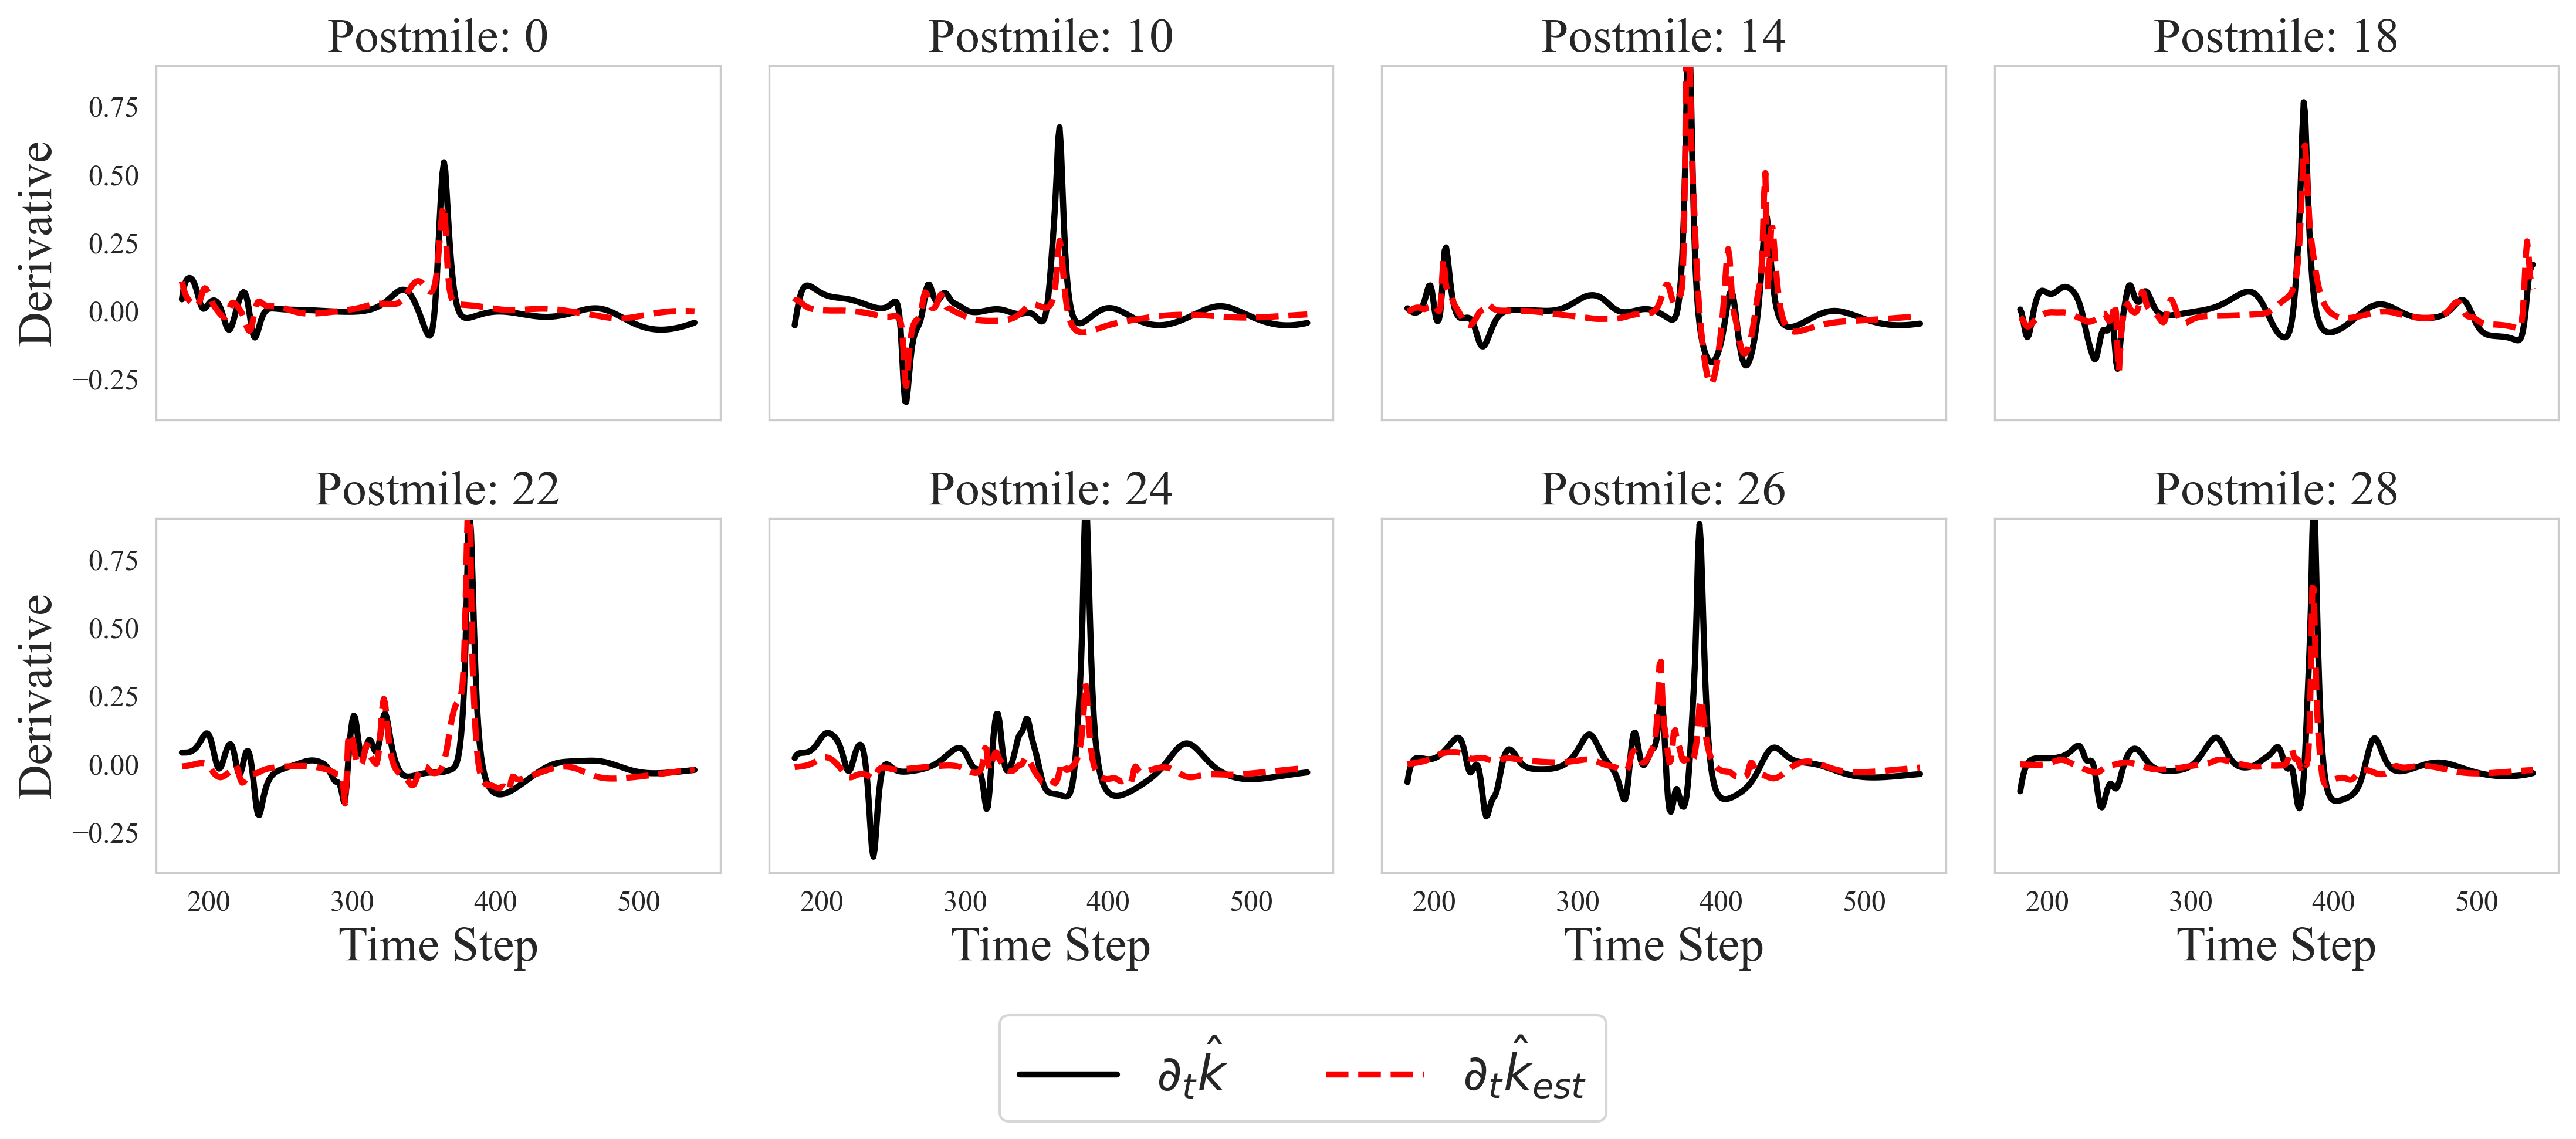 Postmile: 0 Postmile: 10 Postmile: 14 Postmile: 18
Derivative
0.75
0.50
0.25
0.00
−0.25
Postmile: 22 Postmile: 24 Postmile: 26 Postmile: 28
Derivative
0.75
0.50
0.25
0.00
−0.25
200 300 400 500 200 300 400 500 200 300 400 500 200 300 400 500
Time Step Time Step Time Step Time Step
∂ₜk̂ ∂ₜk̂ₑₛₜ